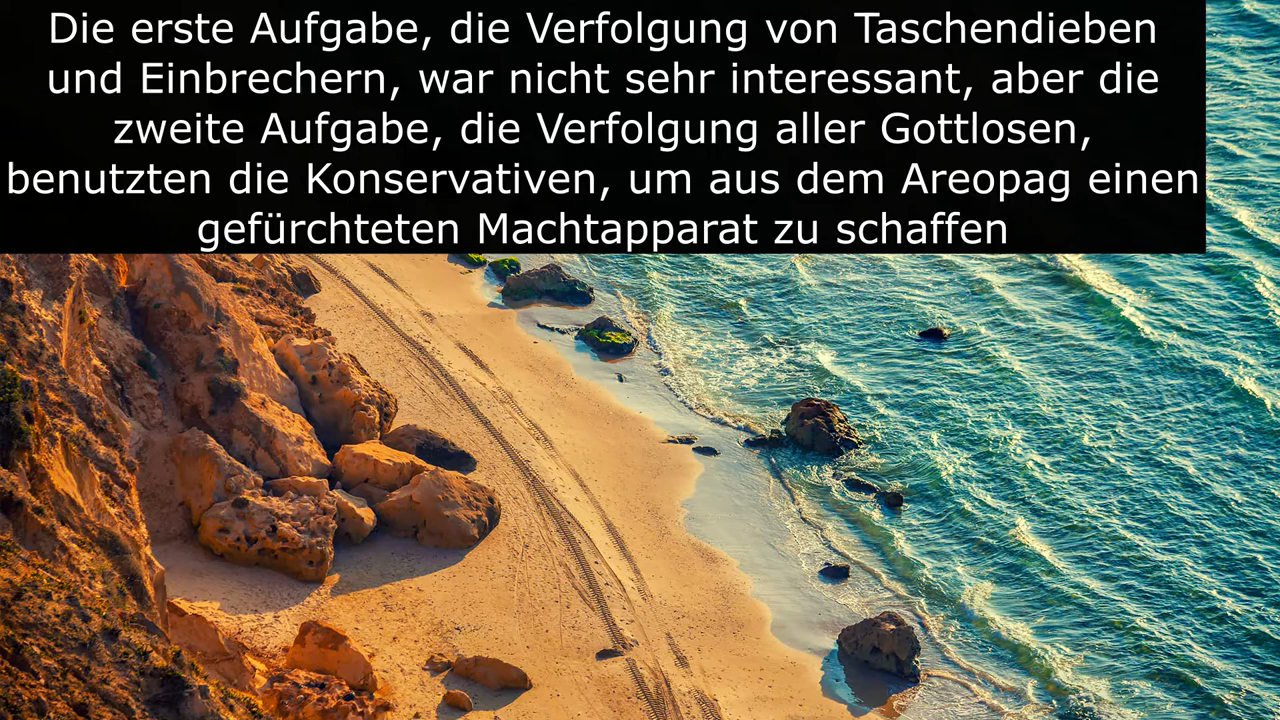 Die erste Aufgabe, die Verfolgung von Taschendieben
und Einbrechern, war nicht sehr interessant, aber die
zweite Aufgabe, die Verfolgung aller Gottlosen,
benutzten die Konservativen, um aus dem Areopag einen
gefürchteten Machtapparat zu schaffen